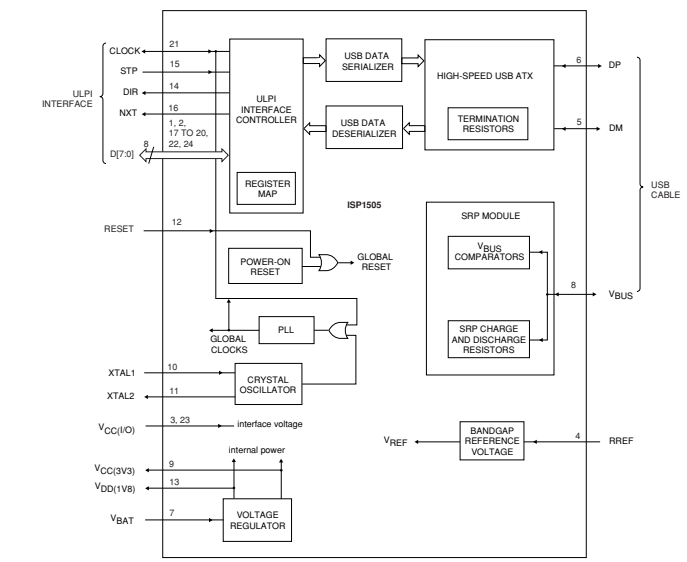 CLOCK
21
STP
15
DIR
14
NXT
16
ULPI
INTERFACE
1, 2,
17 TO 20,
22, 24
D[7:0]
8
ULPI
INTERFACE
CONTROLLER
REGISTER
MAP
USB DATA
SERIALIZER
USB DATA
DESERIALIZER
HIGH-SPEED USB ATX
TERMINATION
RESISTORS
6
DP
5
DM
USB
CABLE
ISP1505
RESET
12
POWER-ON
RESET
GLOBAL
RESET
SRP MODULE
VBUS
COMPARATORS
SRP CHARGE
AND DISCHARGE
RESISTORS
8
VBUS
PLL
GLOBAL
CLOCKS
XTAL1
10
XTAL2
11
CRYSTAL
OSCILLATOR
VCC(I/O)
3, 23
interface voltage
VREF
BANDGAP
REFERENCE
VOLTAGE
4
RREF
internal power
VCC(3V3)
9
VDD(1V8)
13
VBAT
7
VOLTAGE
REGULATOR